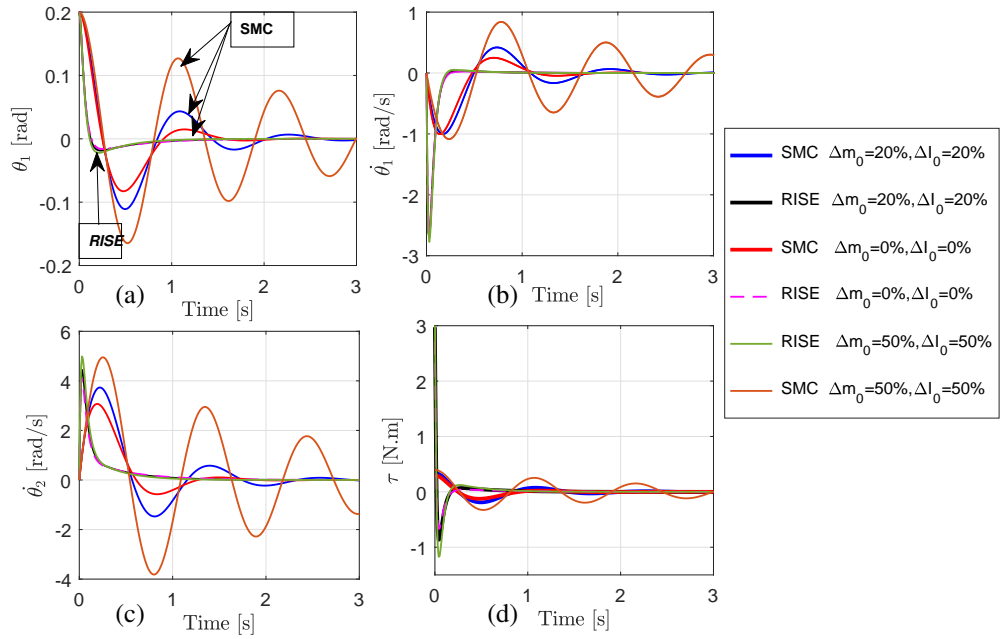 0.2
0.1
0
-0.1
-0.2
θ₁ [rad]
SMC
RISE
0 1 2 3
(a)
Time [s]
1
0
-1
-2
-3
θ̇₁ [rad/s]
0 1 2 3
(b)
Time [s]
6
4
2
0
-2
-4
θ̇₂ [rad/s]
0 1 2 3
(c)
Time [s]
3
2
1
0
-1
τ [N.m]
0 1 2 3
(d)
Time [s]
SMC Δm₀=20%,ΔI₀=20%
RISE Δm₀=20%,ΔI₀=20%
SMC Δm₀=0%,ΔI₀=0%
RISE Δm₀=0%,ΔI₀=0%
RISE Δm₀=50%,ΔI₀=50%
SMC Δm₀=50%,ΔI₀=50%